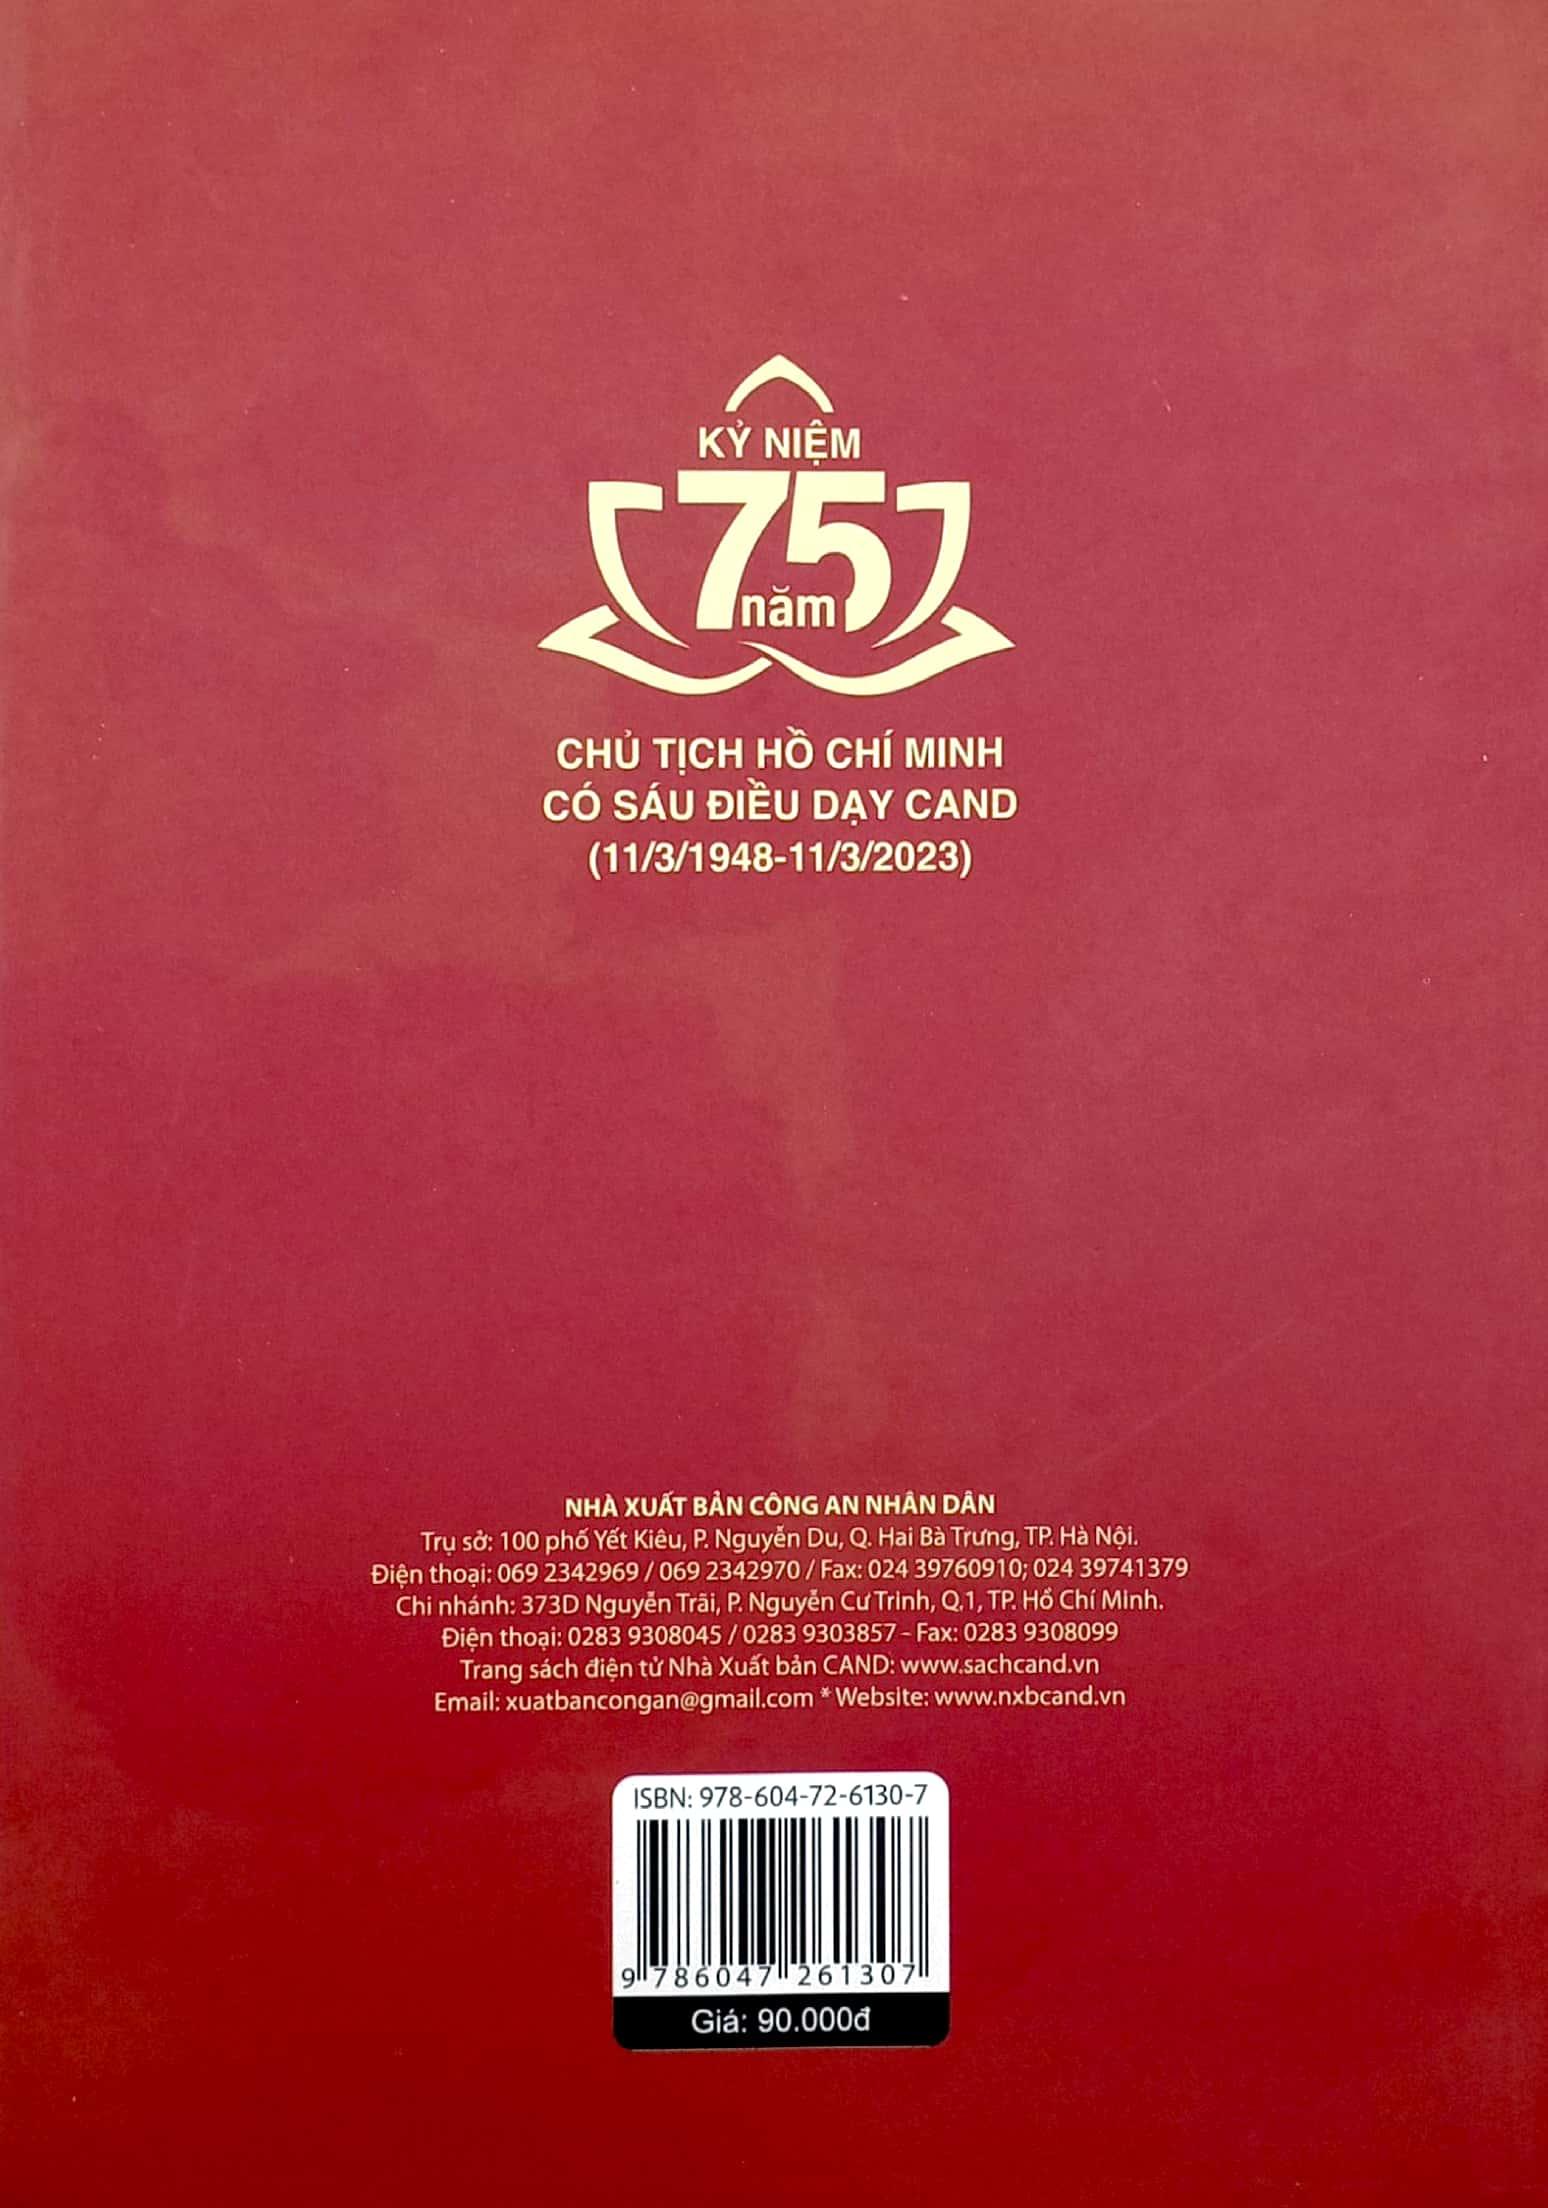 KỶ NIỆM
75
năm
CHỦ TỊCH HỒ CHÍ MINH
CÓ SÁU ĐIỀU DẠY CAND
(11/3/1948-11/3/2023)
NHÀ XUẤT BẢN CÔNG AN NHÂN DÂN
Trụ sở: 100 phố Yết Kiêu, P. Nguyễn Du, Q. Hai Bà Trưng, TP. Hà Nội.
Điện thoại: 069 2342969 / 069 2342970 / Fax: 024 39760910; 024 39741379
Chi nhánh: 373D Nguyễn Trãi, P. Nguyễn Cư Trinh, Q.1, TP. Hồ Chí Minh.
Điện thoại: 0283 9308045 / 0283 9303857 - Fax: 0283 9308099
Trang sách điện tử Nhà Xuất bản CAND: www.sachcand.vn
Email: xuatbancongan@gmail.com * Website: www.nxbcand.vn
ISBN: 978-604-72-6130-7
9 786047 261307
Giá: 90.000đ